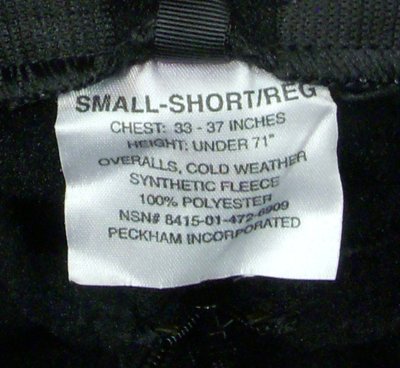 SMALL-SHORT/REG
CHEST: 33 - 37 INCHES
HEIGHT: UNDER 71"
OVERALLS, COLD WEATHER
SYNTHETIC FLEECE
100% POLYESTER
NSN# 8415-01-472-6909
PECKHAM INCORPORATED